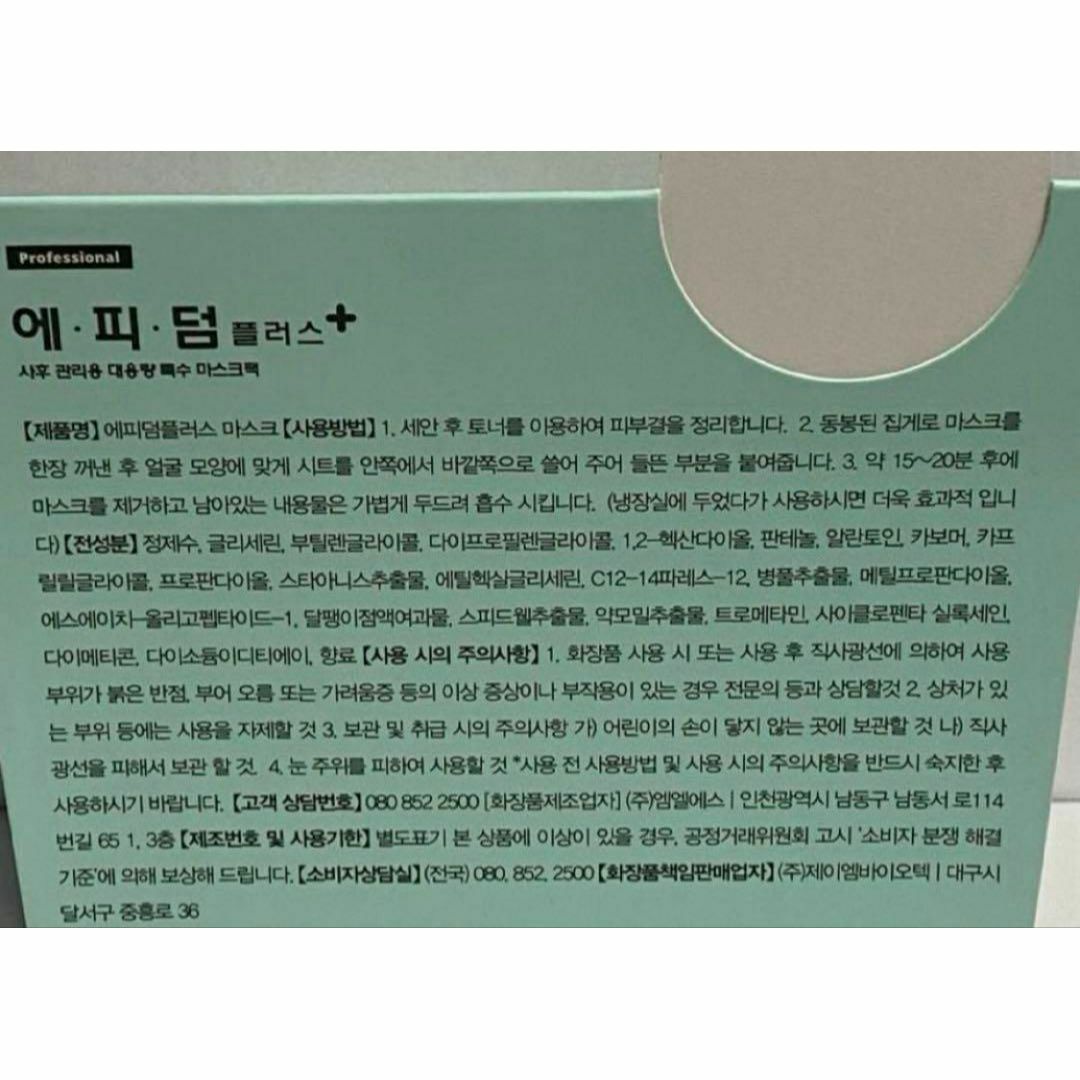 Professional
에·피·덤 플러스+
사후 관리용 대용량 특수 마스크팩
【제품명】 에피덤플러스 마스크 【사용방법】 1. 세안 후 토너를 이용하여 피부결을 정리합니다. 2. 동봉된 집게로 마스크를
한장 꺼낸 후 얼굴 모양에 맞게 시트를 안쪽에서 바깥쪽으로 쓸어 주어 들뜬 부분을 붙여줍니다. 3. 약 15~20분 후에
마스크를 제거하고 남아있는 내용물은 가볍게 두드려 흡수 시킵니다. (냉장실에 두었다가 사용하시면 더욱 효과적 입니
다) 【전성분】 정제수, 글리세린, 부틸렌글라이콜, 다이프로필렌글라이콜, 1,2-헥산다이올, 판테놀, 알란토인, 카보머, 카프
릴릴글라이콜, 프로판다이올, 스타아니스추출물, 에틸헥실글리세린, C12-14파레스-12, 병풀추출물, 메틸프로판다이올,
에스에이치-올리고펩타이드-1, 달팽이점액여과물, 스피드웰추출물, 약모밀추출물, 트로메타민, 사이클로펜타 실록세인,
다이메티콘, 다이소듐이디티에이, 향료 【사용 시의 주의사항】 1. 화장품 사용 시 또는 사용 후 직사광선에 의하여 사용
부위가 붉은 반점, 부어 오름 또는 가려움증 등의 이상 증상이나 부작용이 있는 경우 전문의 등과 상담할것 2. 상처가 있
는 부위 등에는 사용을 자제할 것 3. 보관 및 취급 시의 주의사항 가) 어린이의 손이 닿지 않는 곳에 보관할 것 나) 직사
광선을 피해서 보관 할 것. 4. 눈 주위를 피하여 사용할 것 *사용 전 사용방법 및 사용 시의 주의사항을 반드시 숙지한 후
사용하시기 바랍니다. 【고객 상담번호】 080 852 2500 [화장품제조업자] (주)엠엘에스 | 인천광역시 남동구 남동서 로114
번길 65 1, 3층 【제조번호 및 사용기한】 별도표기 본 상품에 이상이 있을 경우, 공정거래위원회 고시 '소비자 분쟁 해결
기준'에 의해 보상해 드립니다. 【소비자상담실】 (전국) 080, 852, 2500 【화장품책임판매업자】 (주)제이엠바이오텍 | 대구시
달서구 중흥로 36